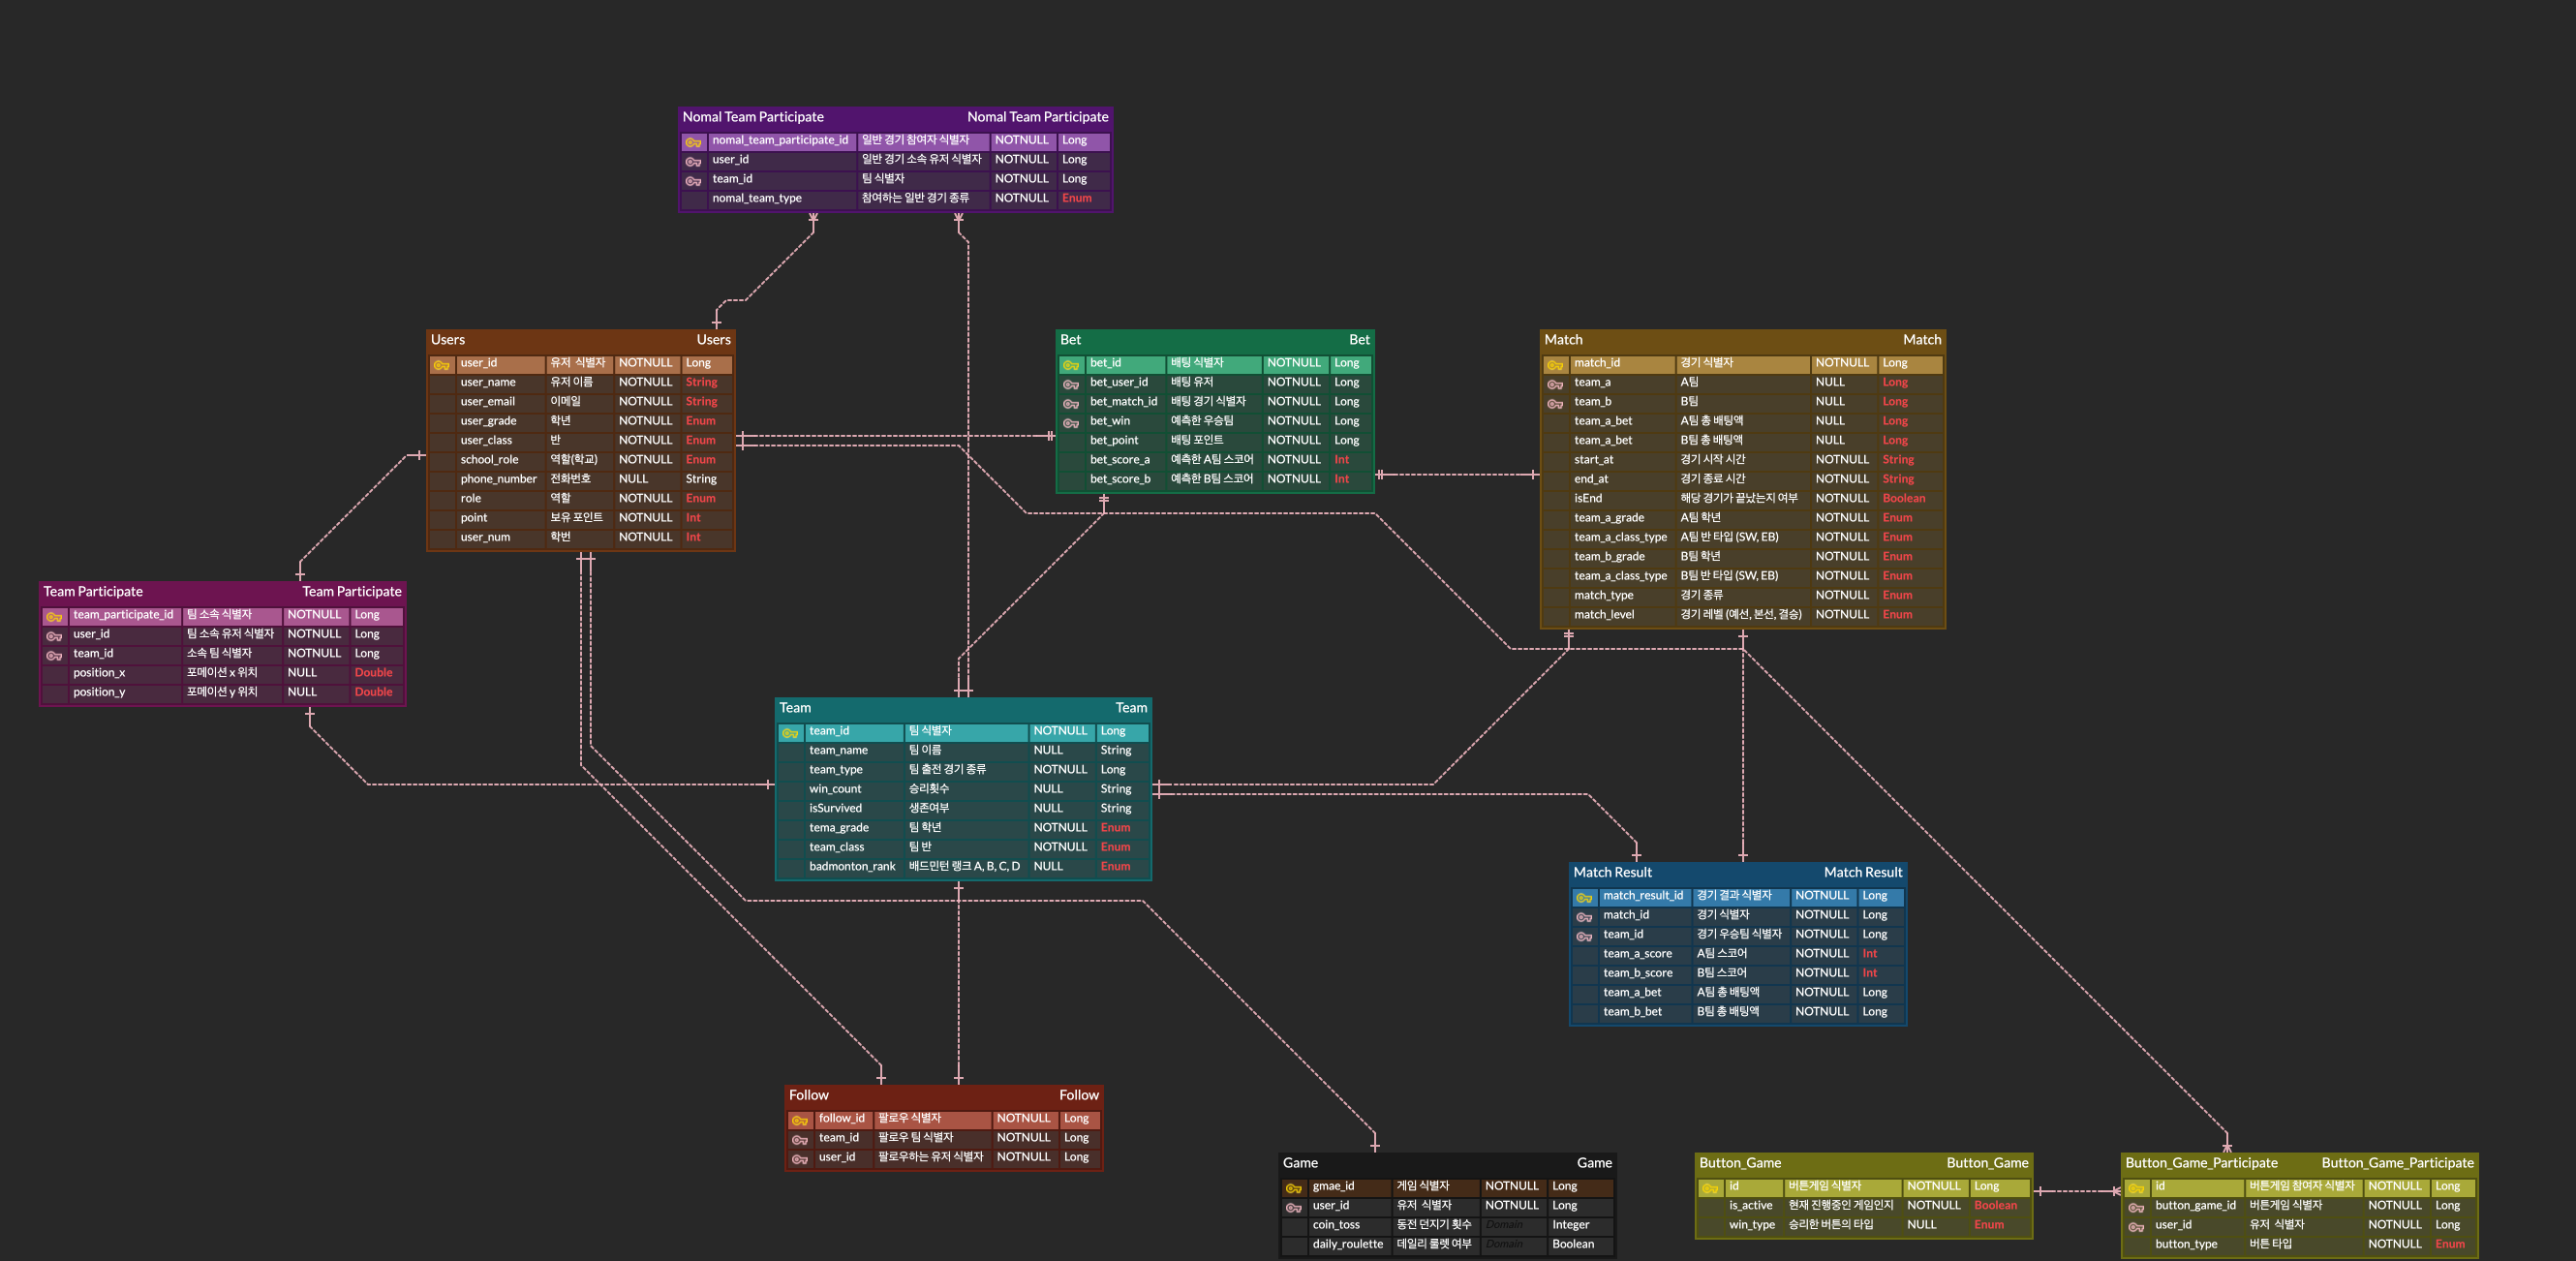 Nomal Team Participate Nomal Team Participate
nomal_team_participate_id 일반 경기 참여자 식별자 NOTNULL Long
user_id 일반 경기 소속 유저 식별자 NOTNULL Long
team_id 팀 식별자 NOTNULL Long
nomal_team_type 참여하는 일반 경기 종류 NOTNULL Enum
Users Users
user_id 유저 식별자 NOTNULL Long
user_name 유저 이름 NOTNULL String
user_email 이메일 NOTNULL String
user_grade 학년 NOTNULL Enum
user_class 반 NOTNULL Enum
school_role 역할(학교) NOTNULL Enum
phone_number 전화번호 NULL String
role 역할 NOTNULL Enum
point 보유 포인트 NOTNULL Int
user_num 학번 NOTNULL Int
Bet Bet
bet_id 배팅 식별자 NOTNULL Long
bet_user_id 배팅 유저 NOTNULL Long
bet_match_id 배팅 경기 식별자 NOTNULL Long
bet_win 예측한 우승팀 NOTNULL Long
bet_point 배팅 포인트 NOTNULL Long
bet_score_a 예측한 A팀 스코어 NOTNULL Int
bet_score_b 예측한 B팀 스코어 NOTNULL Int
Match Match
match_id 경기 식별자 NOTNULL Long
team_a A팀 NULL Long
team_b B팀 NULL Long
team_a_bet A팀 총 배팅액 NULL Long
team_a_bet B팀 총 배팅액 NULL Long
start_at 경기 시작 시간 NOTNULL String
end_at 경기 종료 시간 NOTNULL String
isEnd 해당 경기가 끝났는지 여부 NOTNULL Boolean
team_a_grade A팀 학년 NOTNULL Enum
team_a_class_type A팀 반 타입 (SW, EB) NOTNULL Enum
team_b_grade B팀 학년 NOTNULL Enum
team_a_class_type B팀 반 타입 (SW, EB) NOTNULL Enum
match_type 경기 종류 NOTNULL Enum
match_level 경기 레벨 (예선, 본선, 결승) NOTNULL Enum
Team Participate Team Participate
team_participate_id 팀 소속 식별자 NOTNULL Long
user_id 팀 소속 유저 식별자 NOTNULL Long
team_id 소속 팀 식별자 NOTNULL Long
position_x 포메이션 x 위치 NULL Double
position_y 포메이션 y 위치 NULL Double
Team Team
team_id 팀 식별자 NOTNULL Long
team_name 팀 이름 NULL String
team_type 팀 출전 경기 종류 NOTNULL Long
win_count 승리횟수 NULL String
isSurvived 생존여부 NULL String
tema_grade 팀 학년 NOTNULL Enum
team_class 팀 반 NOTNULL Enum
badmonton_rank 배드민턴 랭크 A, B, C, D NULL Enum
Match Result Match Result
match_result_id 경기 결과 식별자 NOTNULL Long
match_id 경기 식별자 NOTNULL Long
team_id 경기 우승팀 식별자 NOTNULL Long
team_a_score A팀 스코어 NOTNULL Int
team_b_score B팀 스코어 NOTNULL Int
team_a_bet A팀 총 배팅액 NOTNULL Long
team_b_bet B팀 총 배팅액 NOTNULL Long
Follow Follow
follow_id 팔로우 식별자 NOTNULL Long
team_id 팔로우 팀 식별자 NOTNULL Long
user_id 팔로우하는 유저 식별자 NOTNULL Long
Game Game
gmae_id 게임 식별자 NOTNULL Long
user_id 유저 식별자 NOTNULL Long
coin_toss 동전 던지기 횟수 Domain Integer
daily_roulette 데일리 룰렛 여부 Domain Boolean
Button_Game Button_Game
id 버튼게임 식별자 NOTNULL Long
is_active 현재 진행중인 게임인지 NOTNULL Boolean
win_type 승리한 버튼의 타입 NULL Enum
Button_Game_Participate Button_Game_Participate
id 버튼게임 참여자 식별자 NOTNULL Long
button_game_id 버튼게임 식별자 NOTNULL Long
user_id 유저 식별자 NOTNULL Long
button_type 버튼 타입 NOTNULL Enum